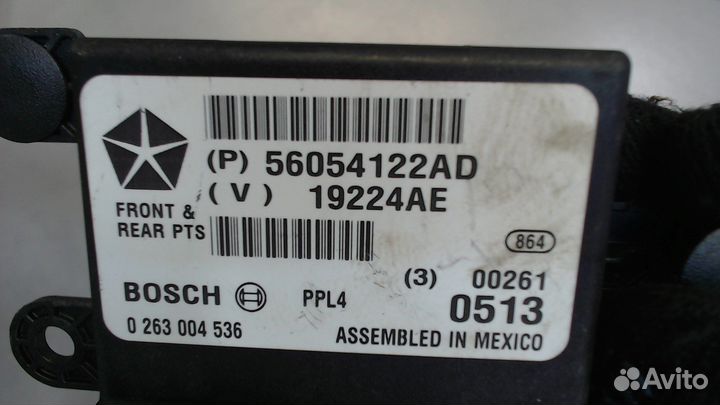 (P) 56054122AD
(V) 19224AE
FRONT &
REAR PTS
864
(3) 00261
BOSCH PPL4 0513
0 263 004 536 ASSEMBLED IN MEXICO
Avito